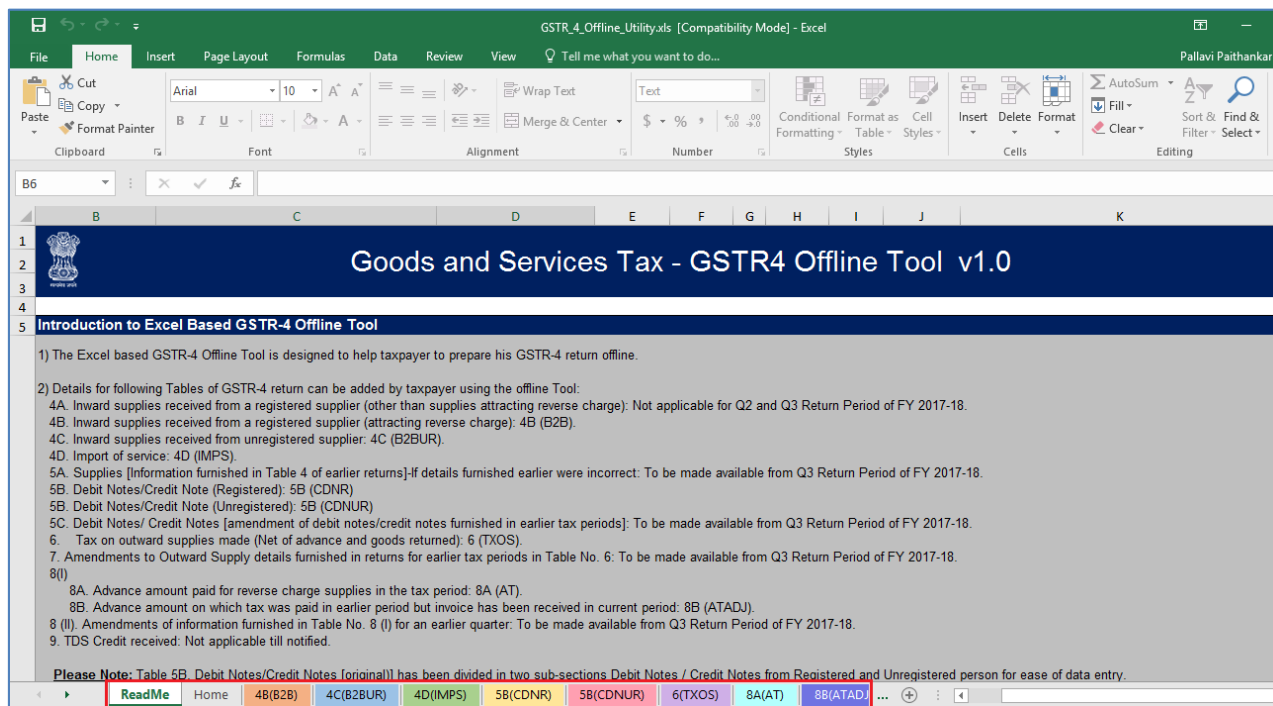 GSTR_4_Offline_Utility.xls [Compatibility Mode] - Excel
File Home Insert Page Layout Formulas Data Review View Tell me what you want to do... Pallavi Paithankar
Cut
Copy
Format Painter
Paste
Clipboard
Arial 10 A A
B I U A
Font
Wrap Text
Merge & Center
Alignment
Text
$ % ,
Number
Conditional Formatting
Format as Table
Cell Styles
Styles
Insert Delete Format
Cells
AutoSum
Fill
Clear
Sort & Filter
Find & Select
Editing
B6 fx
B C D E F G H I J K
1
2 Goods and Services Tax - GSTR4 Offline Tool v1.0
3
4
5 Introduction to Excel Based GSTR-4 Offline Tool
1) The Excel based GSTR-4 Offline Tool is designed to help taxpayer to prepare his GSTR-4 return offline.
2) Details for following Tables of GSTR-4 return can be added by taxpayer using the offline Tool:
4A. Inward supplies received from a registered supplier (other than supplies attracting reverse charge): Not applicable for Q2 and Q3 Return Period of FY 2017-18.
4B. Inward supplies received from a registered supplier (attracting reverse charge): 4B (B2B).
4C. Inward supplies received from unregistered supplier: 4C (B2BUR).
4D. Import of service: 4D (IMPS).
5A. Supplies [Information furnished in Table 4 of earlier returns]-If details furnished earlier were incorrect: To be made available from Q3 Return Period of FY 2017-18.
5B. Debit Notes/Credit Note (Registered): 5B (CDNR)
5B. Debit Notes/Credit Note (Unregistered): 5B (CDNUR)
5C. Debit Notes/ Credit Notes [amendment of debit notes/credit notes furnished in earlier tax periods]: To be made available from Q3 Return Period of FY 2017-18.
6. Tax on outward supplies made (Net of advance and goods returned): 6 (TXOS).
7. Amendments to Outward Supply details furnished in returns for earlier tax periods in Table No. 6: To be made available from Q3 Return Period of FY 2017-18.
8(I)
8A. Advance amount paid for reverse charge supplies in the tax period: 8A (AT).
8B. Advance amount on which tax was paid in earlier period but invoice has been received in current period: 8B (ATADJ).
8 (II). Amendments of information furnished in Table No. 8 (I) for an earlier quarter: To be made available from Q3 Return Period of FY 2017-18.
9. TDS Credit received: Not applicable till notified.
Please Note: Table 5B. Debit Notes/Credit Notes [original)] has been divided in two sub-sections Debit Notes / Credit Notes from Registered and Unregistered person for ease of data entry.
ReadMe Home 4B(B2B) 4C(B2BUR) 4D(IMPS) 5B(CDNR) 5B(CDNUR) 6(TXOS) 8A(AT) 8B(ATADJ ...